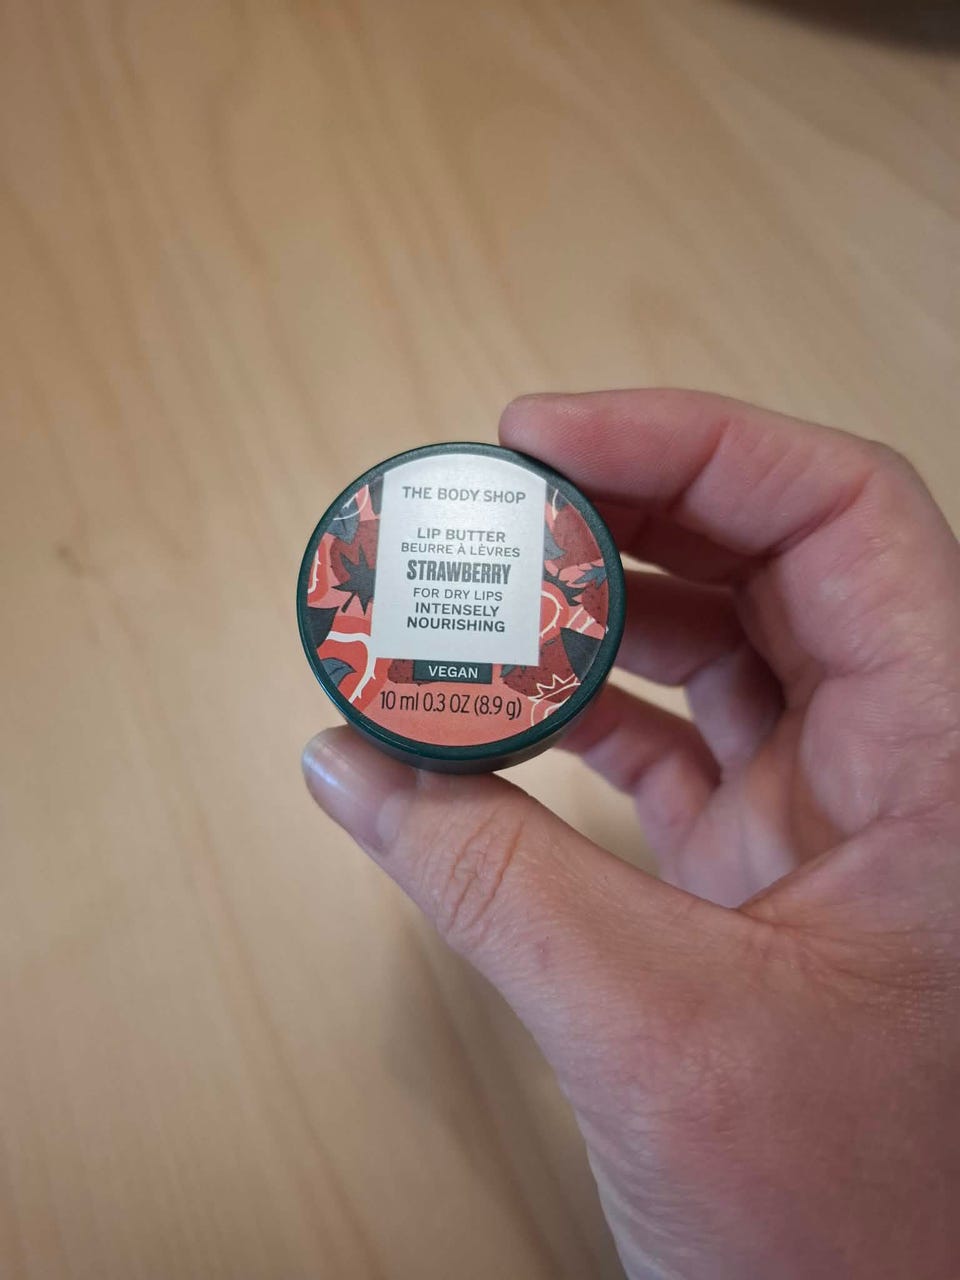 THE BODY SHOP
LIP BUTTER
BEURRE À LÈVRES
STRAWBERRY
FOR DRY LIPS
INTENSELY
NOURISHING
VEGAN
10 ml 0.3 OZ (8.9 g)